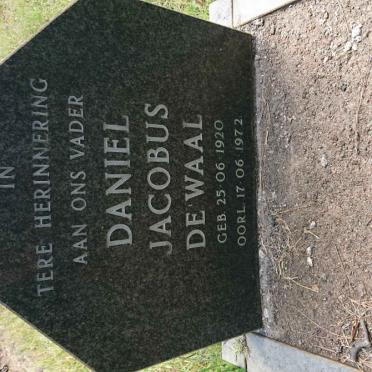 IN
TERE HERINNERING
AAN ONS VADER
DANIEL
JACOBUS
DE WAAL
GEB. 25 06 1920
OORL. 17 06 1972